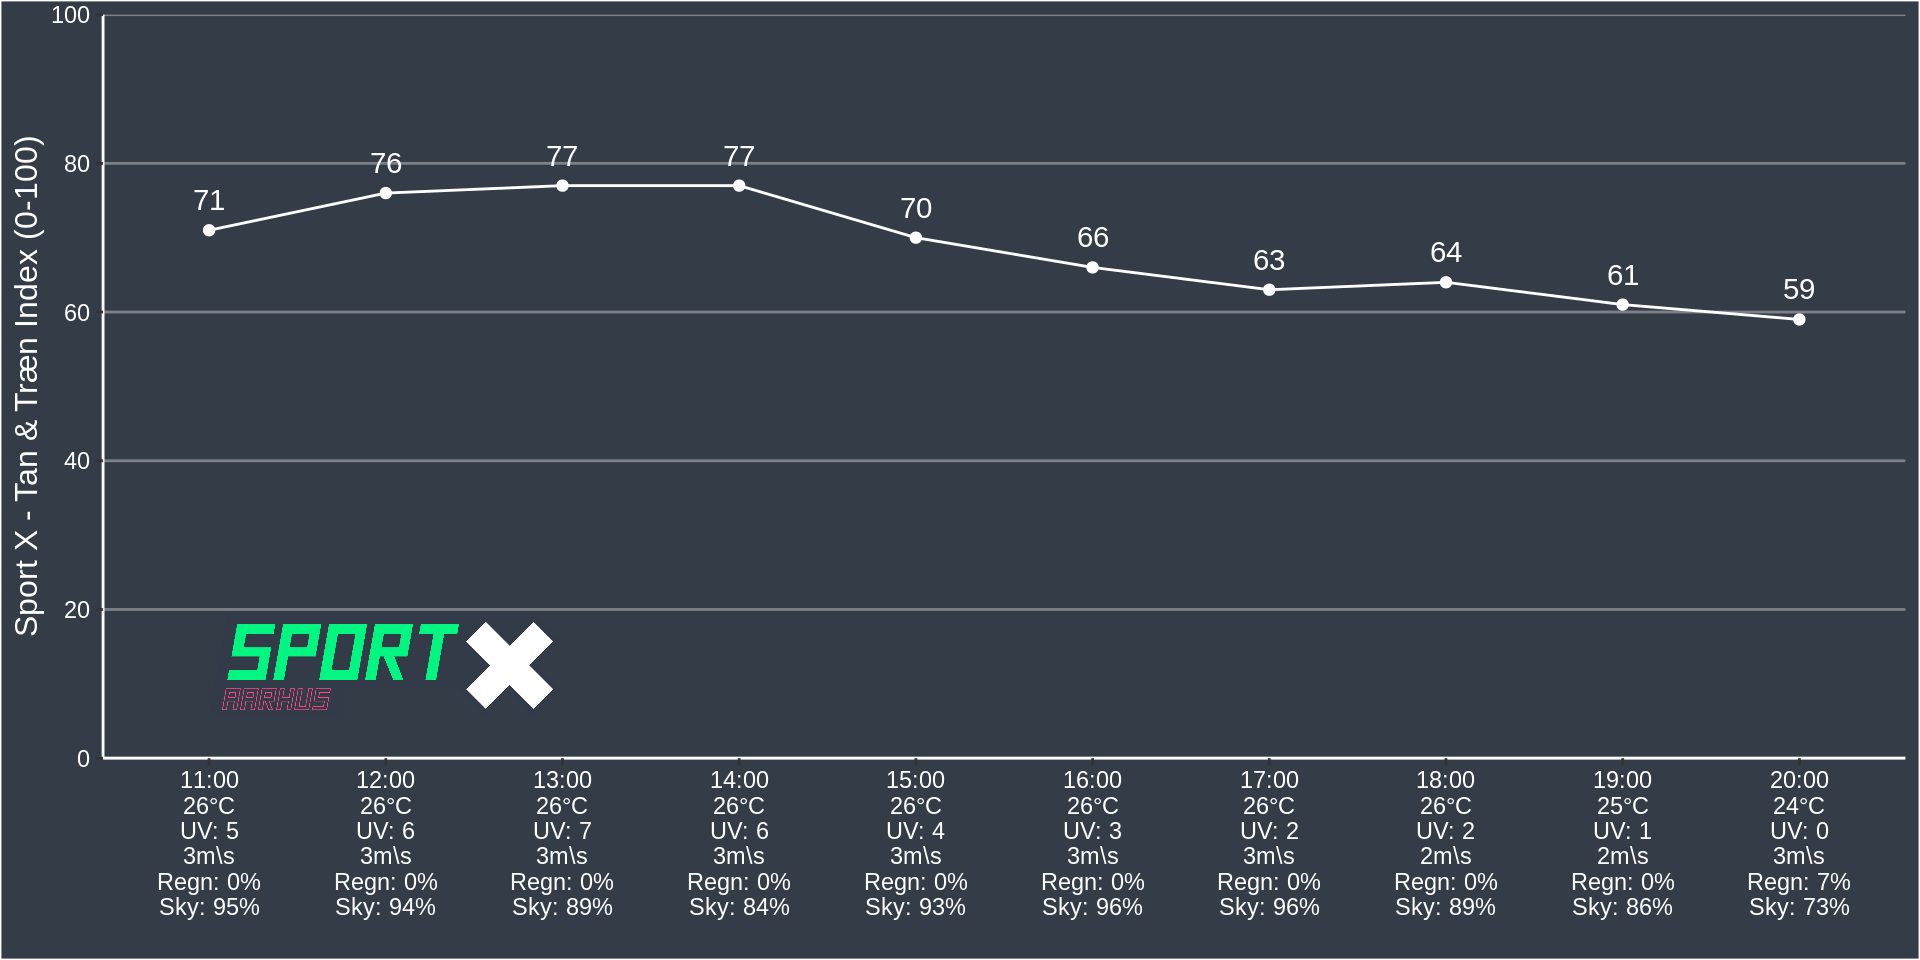 Sport X - Tan & Træn Index (0-100)
100
80
60
40
20
0
71
76
77
77
70
66
63
64
61
59
SPORT X
AARHUS
11:00 12:00 13:00 14:00 15:00 16:00 17:00 18:00 19:00 20:00
26°C 26°C 26°C 26°C 26°C 26°C 26°C 26°C 25°C 24°C
UV: 5 UV: 6 UV: 7 UV: 6 UV: 4 UV: 3 UV: 2 UV: 2 UV: 1 UV: 0
3m\s 3m\s 3m\s 3m\s 3m\s 3m\s 3m\s 2m\s 2m\s 3m\s
Regn: 0% Regn: 0% Regn: 0% Regn: 0% Regn: 0% Regn: 0% Regn: 0% Regn: 0% Regn: 0% Regn: 7%
Sky: 95% Sky: 94% Sky: 89% Sky: 84% Sky: 93% Sky: 96% Sky: 96% Sky: 89% Sky: 86% Sky: 73%